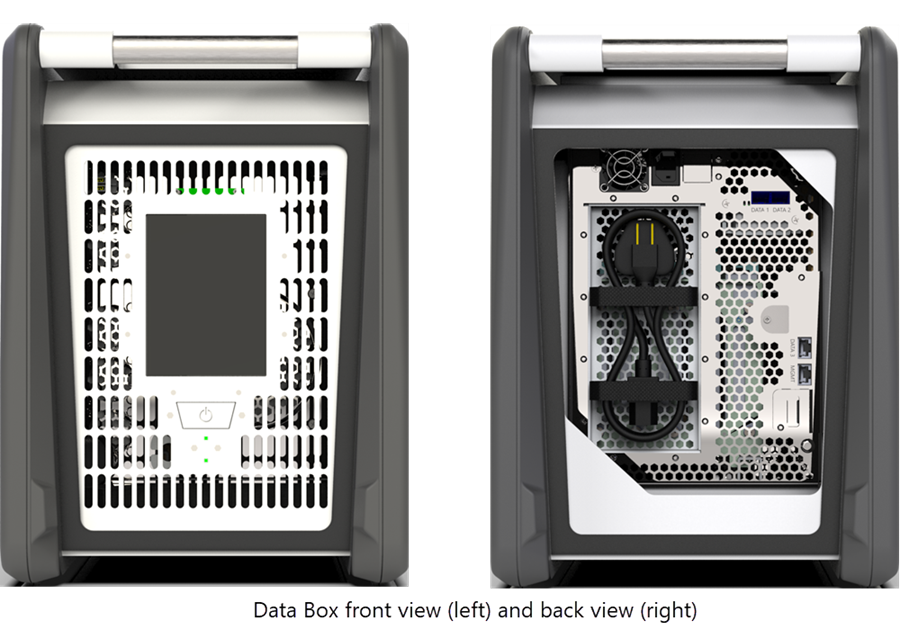 DATA 1 DATA 2
DATA 3
MGMT
Data Box front view (left) and back view (right)